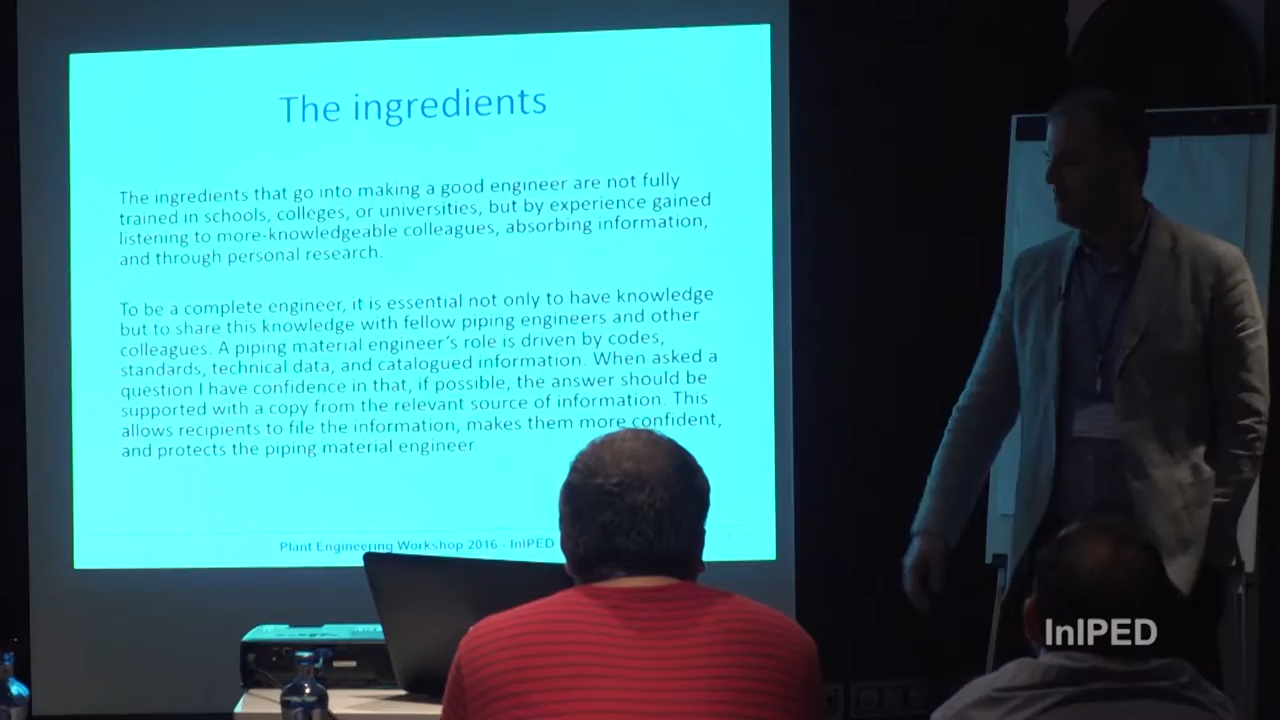 The ingredients
The ingredients that go into making a good engineer are not fully
trained in schools, colleges, or universities, but by experience gained
listening to more-knowledgeable colleagues, absorbing information,
and through personal research.
To be a complete engineer, it is essential not only to have knowledge
but to share this knowledge with fellow piping engineers and other
colleagues. A piping material engineer's role is driven by codes,
standards, technical data, and catalogued information. When asked a
question I have confidence in that, if possible, the answer should be
supported with a copy from the relevant source of information. This
allows recipients to file the information, makes them more confident,
and protects the piping material engineer.
Plant Engineering Workshop 2016 - InIPED
InIPED